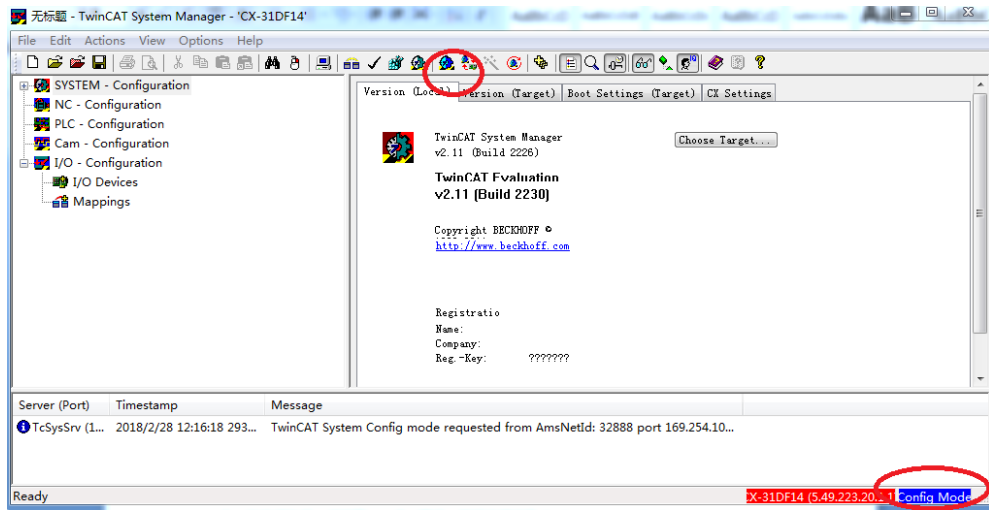 无标题 - TwinCAT System Manager - 'CX-31DF14'
File Edit Actions View Options Help
SYSTEM - Configuration
NC - Configuration
PLC - Configuration
Cam - Configuration
I/O - Configuration
I/O Devices
Mappings
Version (Local) Version (Target) Boot Settings (Target) CX Settings
TwinCAT System Manager
v2.11 (Build 2226)
Choose Target...
TwinCAT Evaluation
v2.11 (Build 2230)
Copyright BECKHOFF ©
http://www.beckhoff.com
Registratio
Name:
Company:
Reg.-Key: ???????
Server (Port) Timestamp Message
TcSysSrv (1... 2018/2/28 12:16:18 293... TwinCAT System Config mode requested from AmsNetId: 32888 port 169.254.10...
Ready
CX-31DF14 (5.49.223.20.1.1) Config Mode